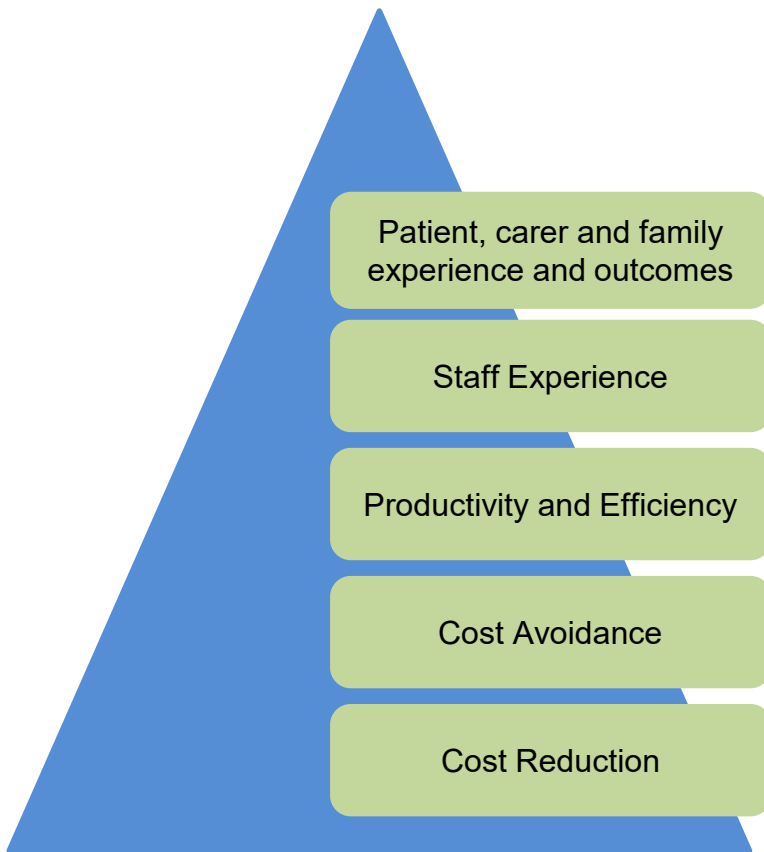 Patient, carer and family
experience and outcomes
Staff Experience
Productivity and Efficiency
Cost Avoidance
Cost Reduction